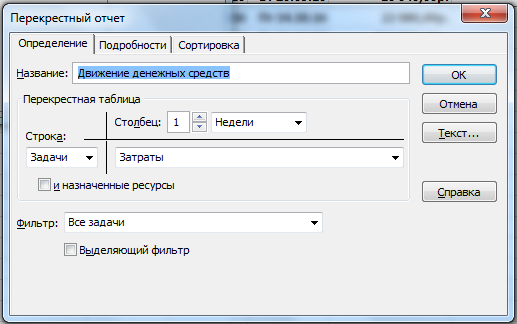 Перекрестный отчет
Определение Подробности Сортировка
Название: Движение денежных средств
Перекрестная таблица
Столбец: 1 Недели
Строка:
Задачи Затраты
и назначенные ресурсы
Фильтр: Все задачи
Выделяющий фильтр
ОК
Отмена
Текст...
Справка